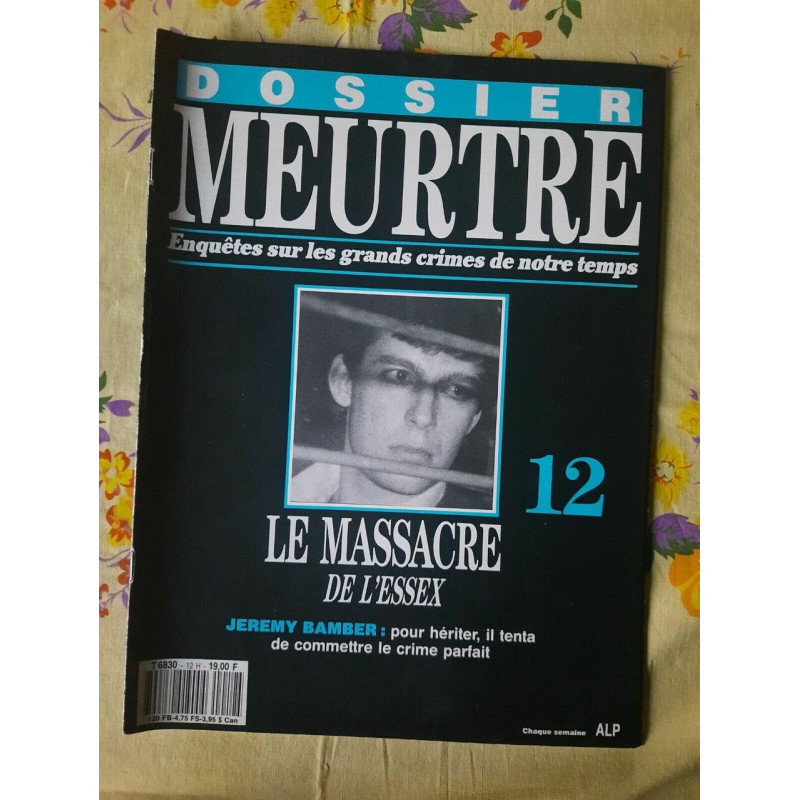 DOSSIER
MEURTRE
Enquêtes sur les grands crimes de notre temps
12
LE MASSACRE
DE L'ESSEX
JEREMY BAMBER : pour hériter, il tenta
de commettre le crime parfait
T 6830 - 12 H - 19,00 F
120 FB-4,75 FS-3,95 $ Can
Chaque semaine ALP